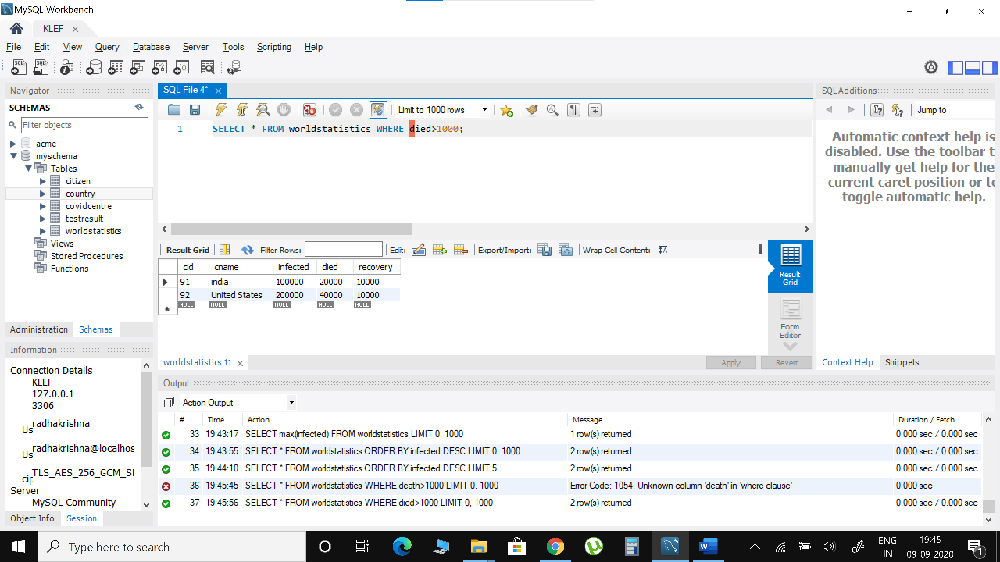 MySQL Workbench
KLEF
File Edit View Query Database Server Tools Scripting Help
Navigator
SCHEMAS
Filter objects
acme
myschema
Tables
citizen
country
covidcentre
testresult
worldstatistics
Views
Stored Procedures
Functions
Administration Schemas
Information
Connection Details
KLEF
127.0.0.1
3306
radhakrishna
Us
radhakrishna@localhos
Us
TLS_AES_256_GCM_SH
cip
Server
MySQL Community
Object Info Session
SQL File 4*
Limit to 1000 rows
1 SELECT * FROM worldstatistics WHERE died>1000;
Result Grid Filter Rows: Edit: Export/Import: Wrap Cell Content:
cid cname infected died recovery
91 india 100000 20000 10000
92 United States 200000 40000 10000
NULL NULL NULL NULL NULL
Result
Grid
Form
Editor
worldstatistics 11
Apply Revert
SQLAdditions
Jump to
Automatic context help is
disabled. Use the toolbar t
manually get help for the
current caret position or to
toggle automatic help.
Context Help Snippets
Output
Action Output
# Time Action Message Duration / Fetch
33 19:43:17 SELECT max(infected) FROM worldstatistics LIMIT 0, 1000 1 row(s) returned 0.000 sec / 0.000 sec
34 19:43:55 SELECT * FROM worldstatistics ORDER BY infected DESC LIMIT 0, 1000 2 row(s) returned 0.000 sec / 0.000 sec
35 19:44:10 SELECT * FROM worldstatistics ORDER BY infected DESC LIMIT 5 2 row(s) returned 0.000 sec / 0.000 sec
36 19:45:45 SELECT * FROM worldstatistics WHERE death>1000 LIMIT 0, 1000 Error Code: 1054. Unknown column 'death' in 'where clause' 0.000 sec
37 19:45:56 SELECT * FROM worldstatistics WHERE died>1000 LIMIT 0, 1000 2 row(s) returned 0.000 sec / 0.000 sec
Type here to search
ENG
IN
19:45
09-09-2020
1